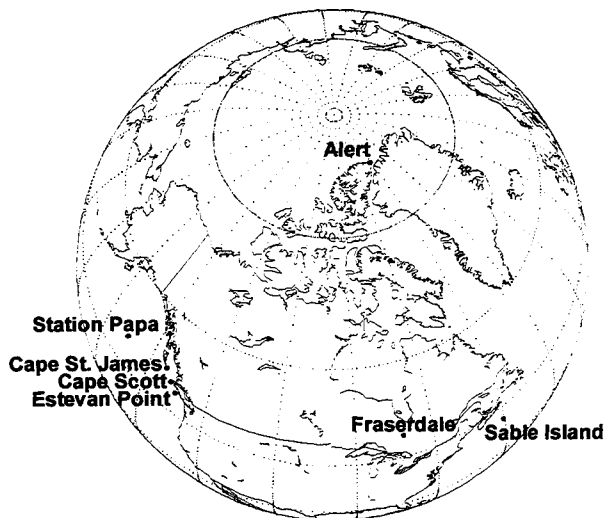 Alert
Station Papa
Cape St. James
Cape Scott
Estevan Point
Fraserdale
Sable Island